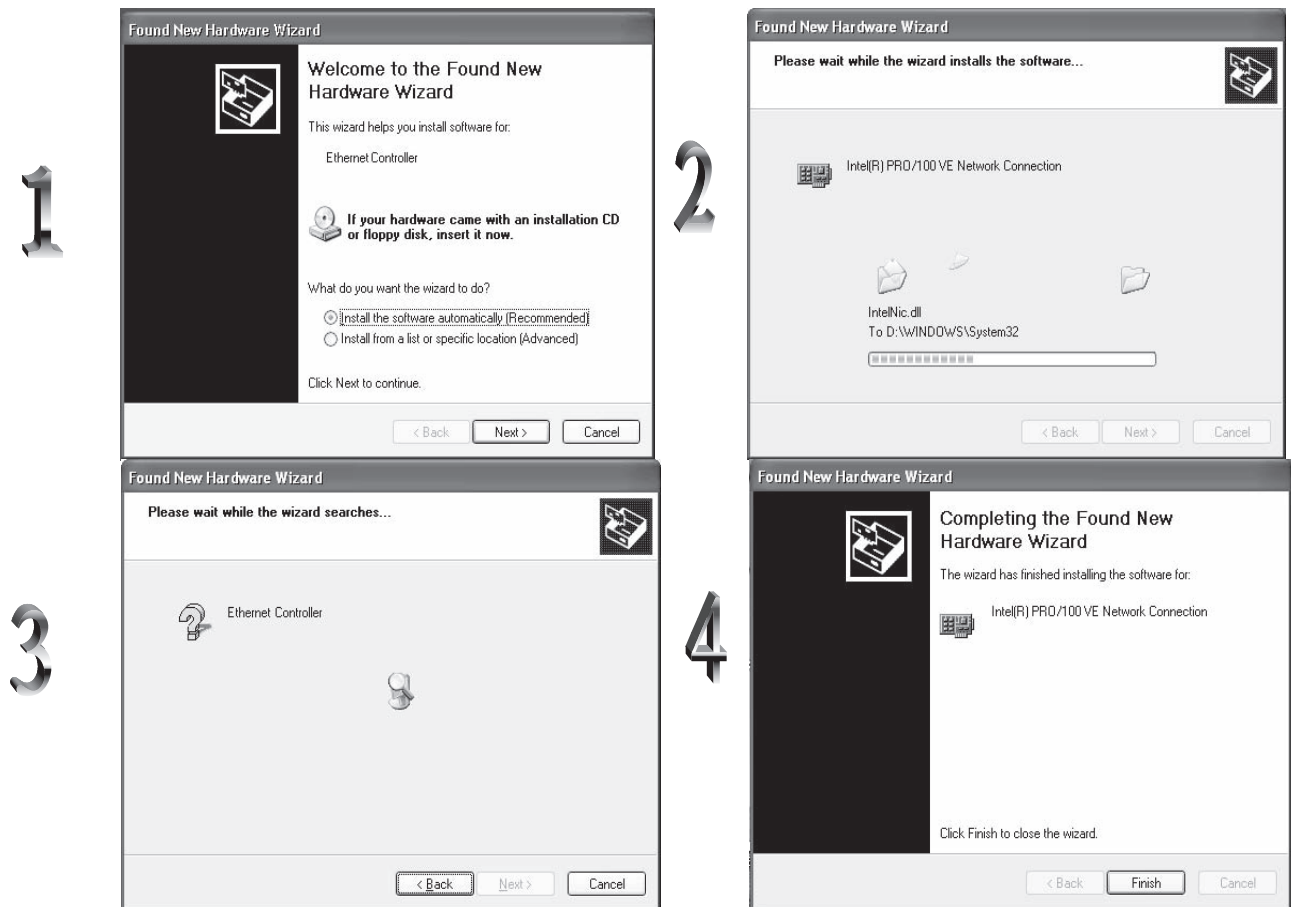 1
Found New Hardware Wizard
Welcome to the Found New
Hardware Wizard
This wizard helps you install software for:
Ethernet Controller
If your hardware came with an installation CD
or floppy disk, insert it now.
What do you want the wizard to do?
Install the software automatically (Recommended)
Install from a list or specific location (Advanced)
Click Next to continue.
< Back Next > Cancel
2
Found New Hardware Wizard
Please wait while the wizard installs the software...
Intel(R) PRO/100 VE Network Connection
IntelNic.dll
To D:\WINDOWS\System32
< Back Next > Cancel
3
Found New Hardware Wizard
Please wait while the wizard searches...
Ethernet Controller
< Back Next > Cancel
4
Found New Hardware Wizard
Completing the Found New
Hardware Wizard
The wizard has finished installing the software for:
Intel(R) PRO/100 VE Network Connection
Click Finish to close the wizard.
< Back Finish Cancel